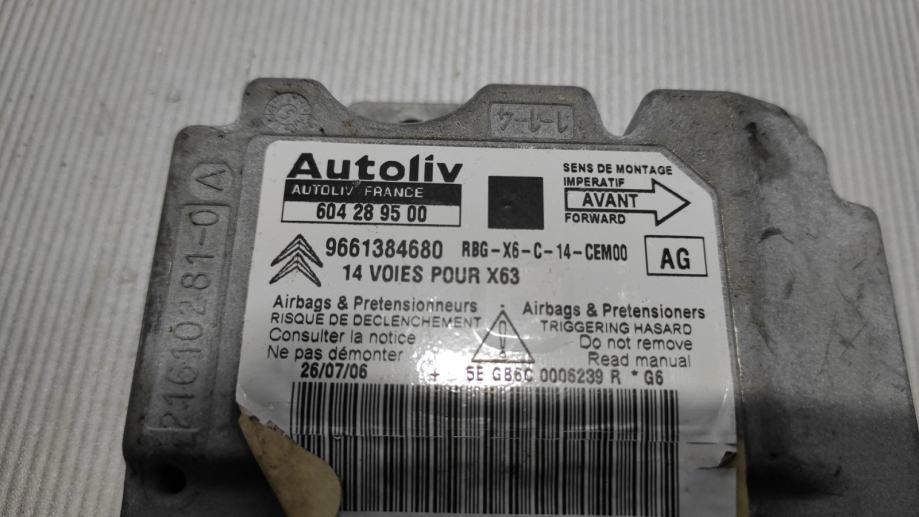 1-1-4
21610281-0 A
Autoliv
AUTOLIV FRANCE
604 28 95 00
SENS DE MONTAGE
IMPERATIF
AVANT
FORWARD
9661384680 RBG-X6-C-14-CEM00
AG
14 VOIES POUR X63
Airbags & Pretensionneurs
RISQUE DE DECLENCHEMENT
Consulter la notice
Ne pas démonter
Airbags & Pretensioners
TRIGGERING HASARD
Do not remove
Read manual
26/07/06 + 5E GB6C 0006239 R * G6